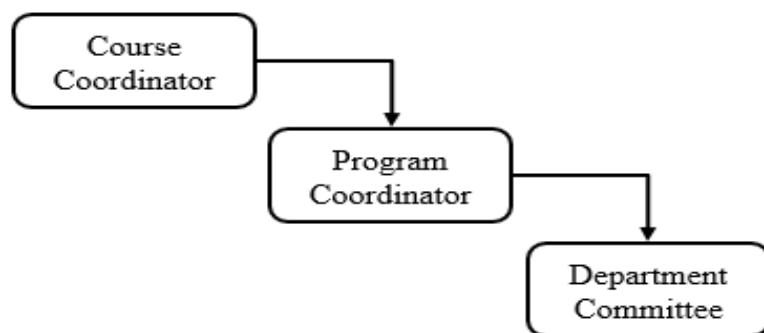 Course
Coordinator
Program
Coordinator
Department
Committee